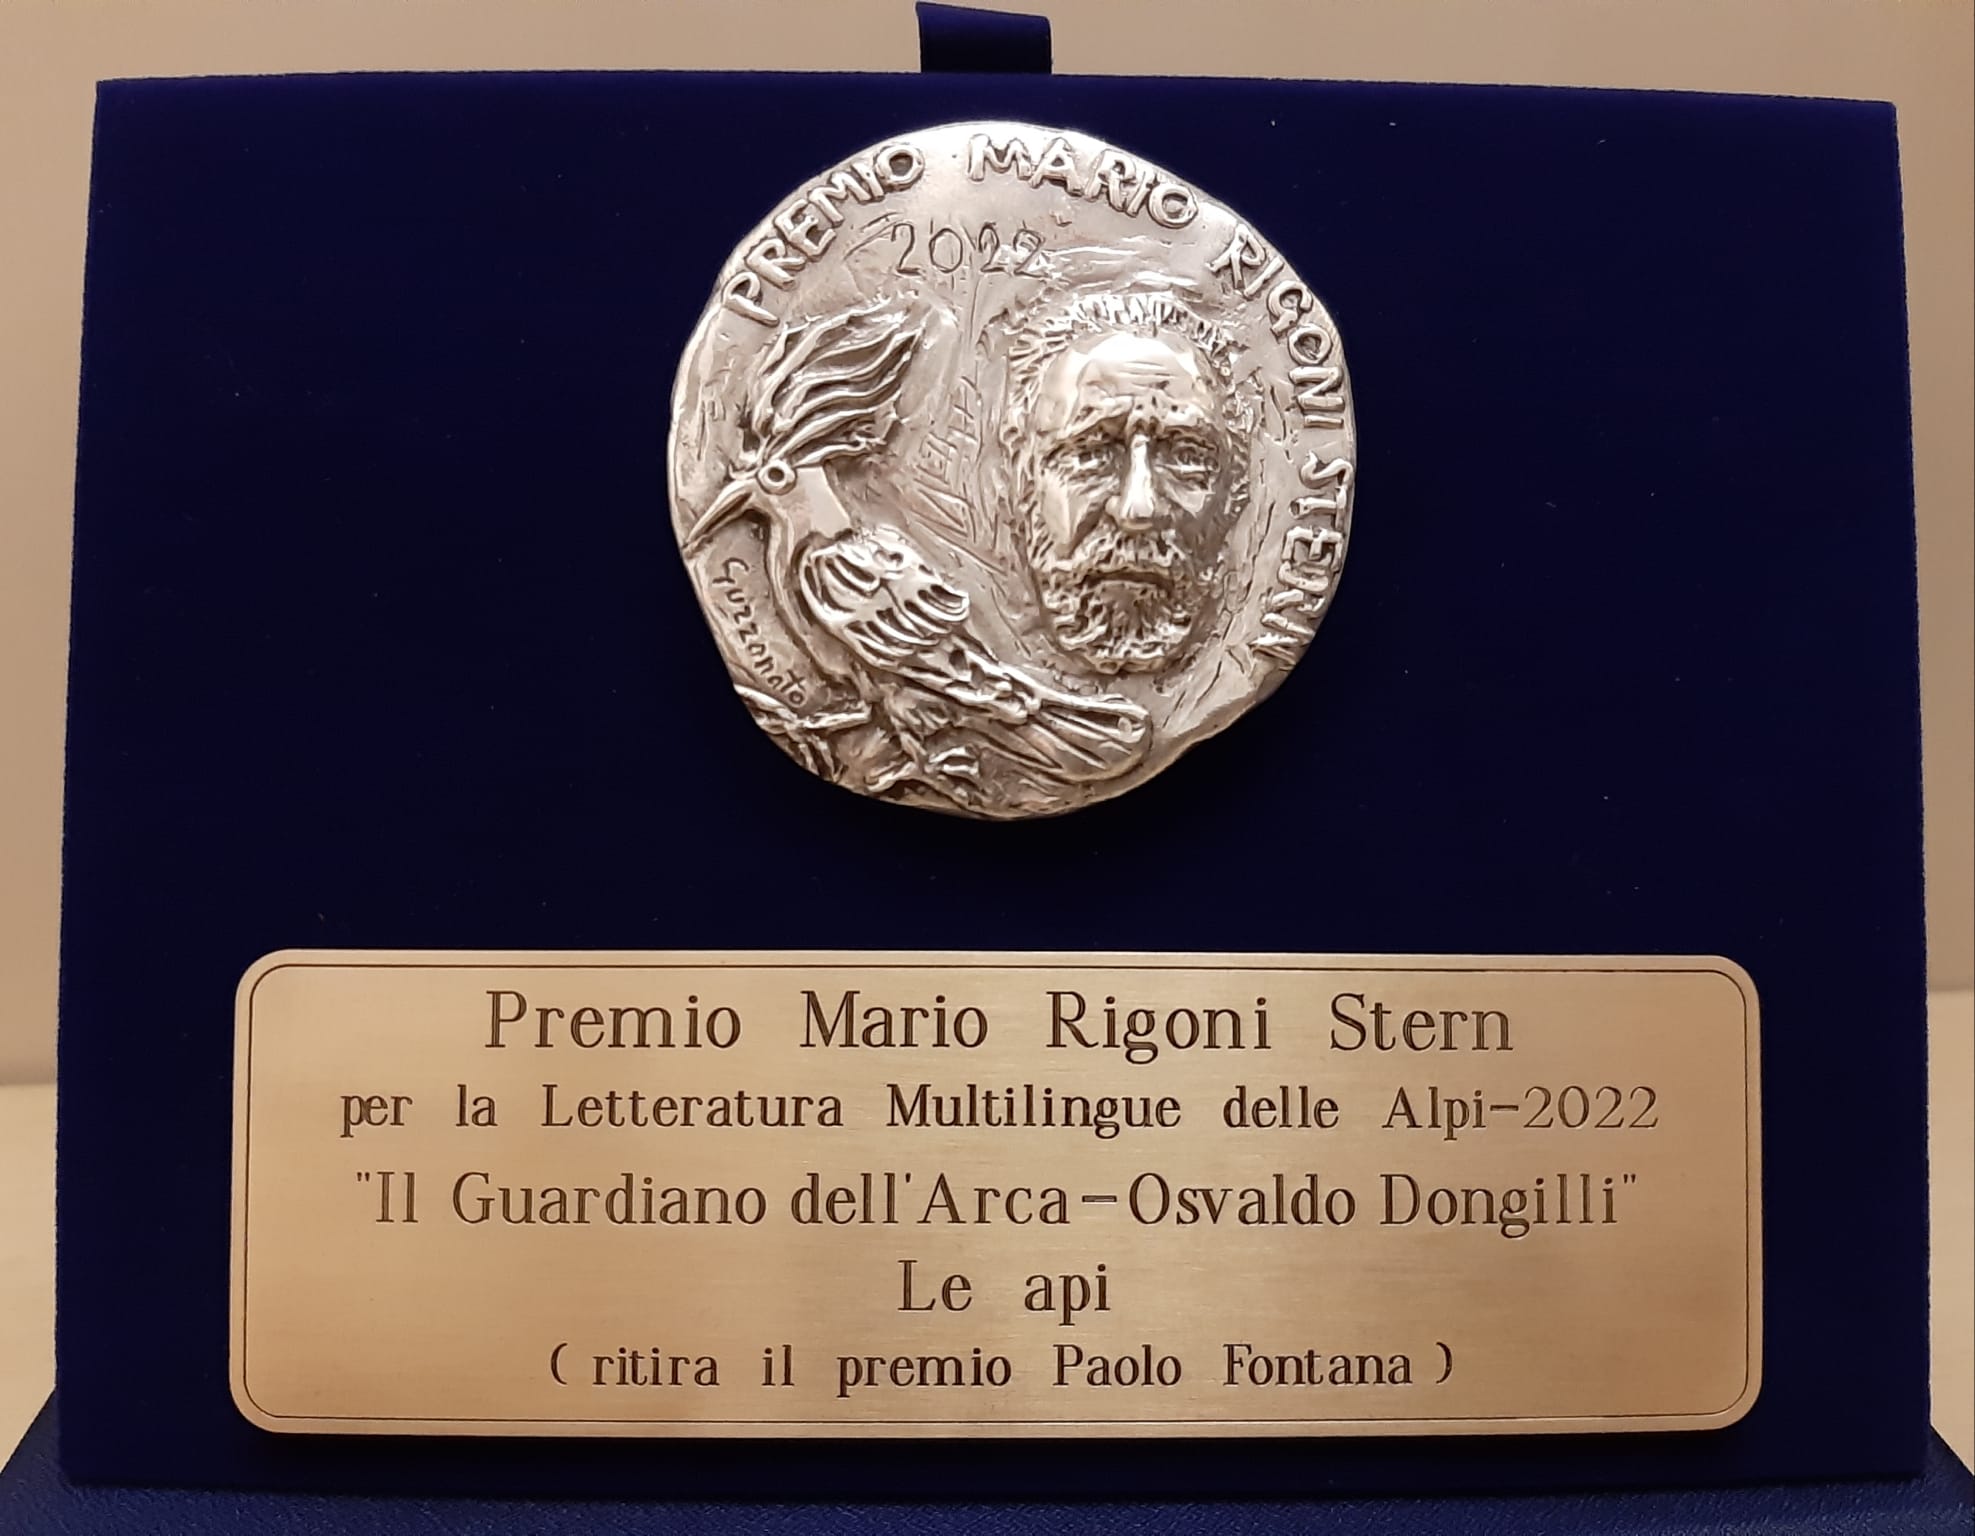 PREMIO MARIO RIGONI STERN
2022
Guzzonato
Premio Mario Rigoni Stern
per la Letteratura Multilingue delle Alpi-2022
"Il Guardiano dell'Arca-Osvaldo Dongilli"
Le api
( ritira il premio Paolo Fontana )